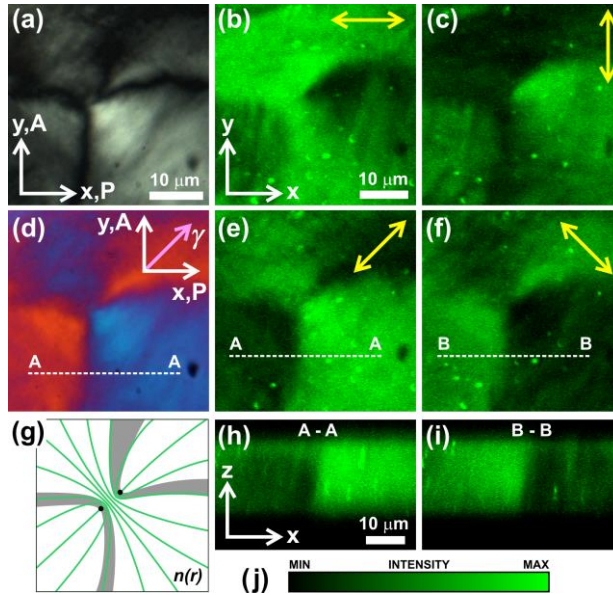 (a)
y,A
x,P
10 μm
(b)
y
x
10 μm
(c)
(d)
y,A
γ
x,P
A
A
(e)
A
A
(f)
B
B
(g)
n(r)
(h)
A - A
z
x
10 μm
(i)
B - B
(j)
MIN
INTENSITY
MAX